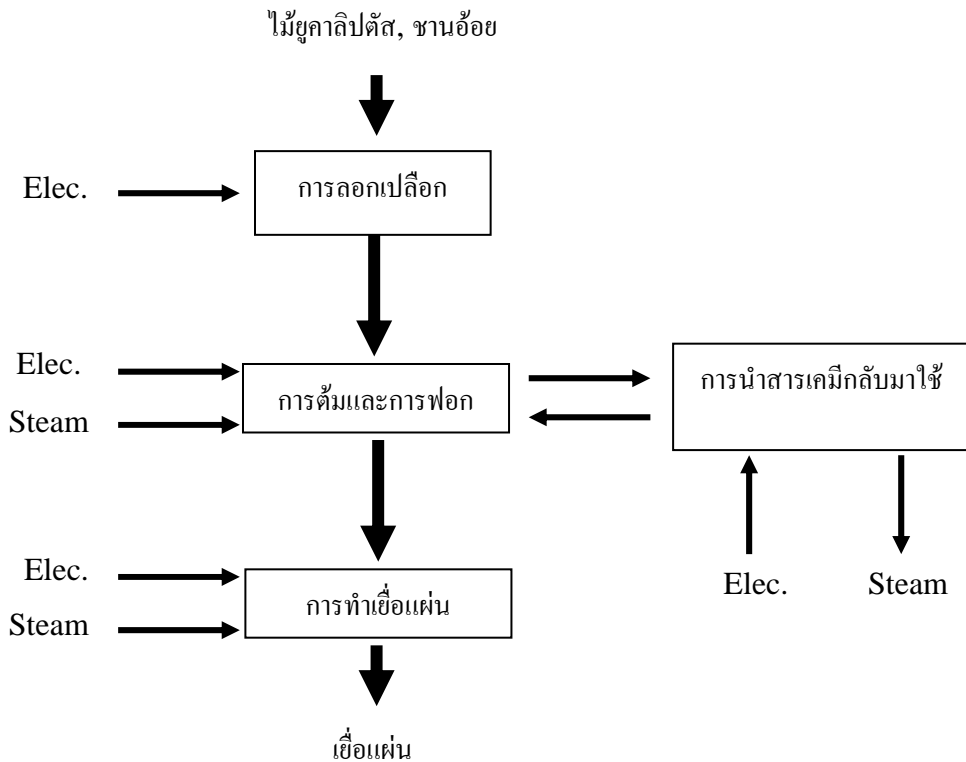 ไม้ยูคาลิปตัส, ชานอ้อย
Elec.
การลอกเปลือก
Elec.
Steam
การต้มและการฟอก
การนำสารเคมีกลับมาใช้
Elec.
Steam
Elec.
Steam
การทำเยื่อแผ่น
เยื่อแผ่น